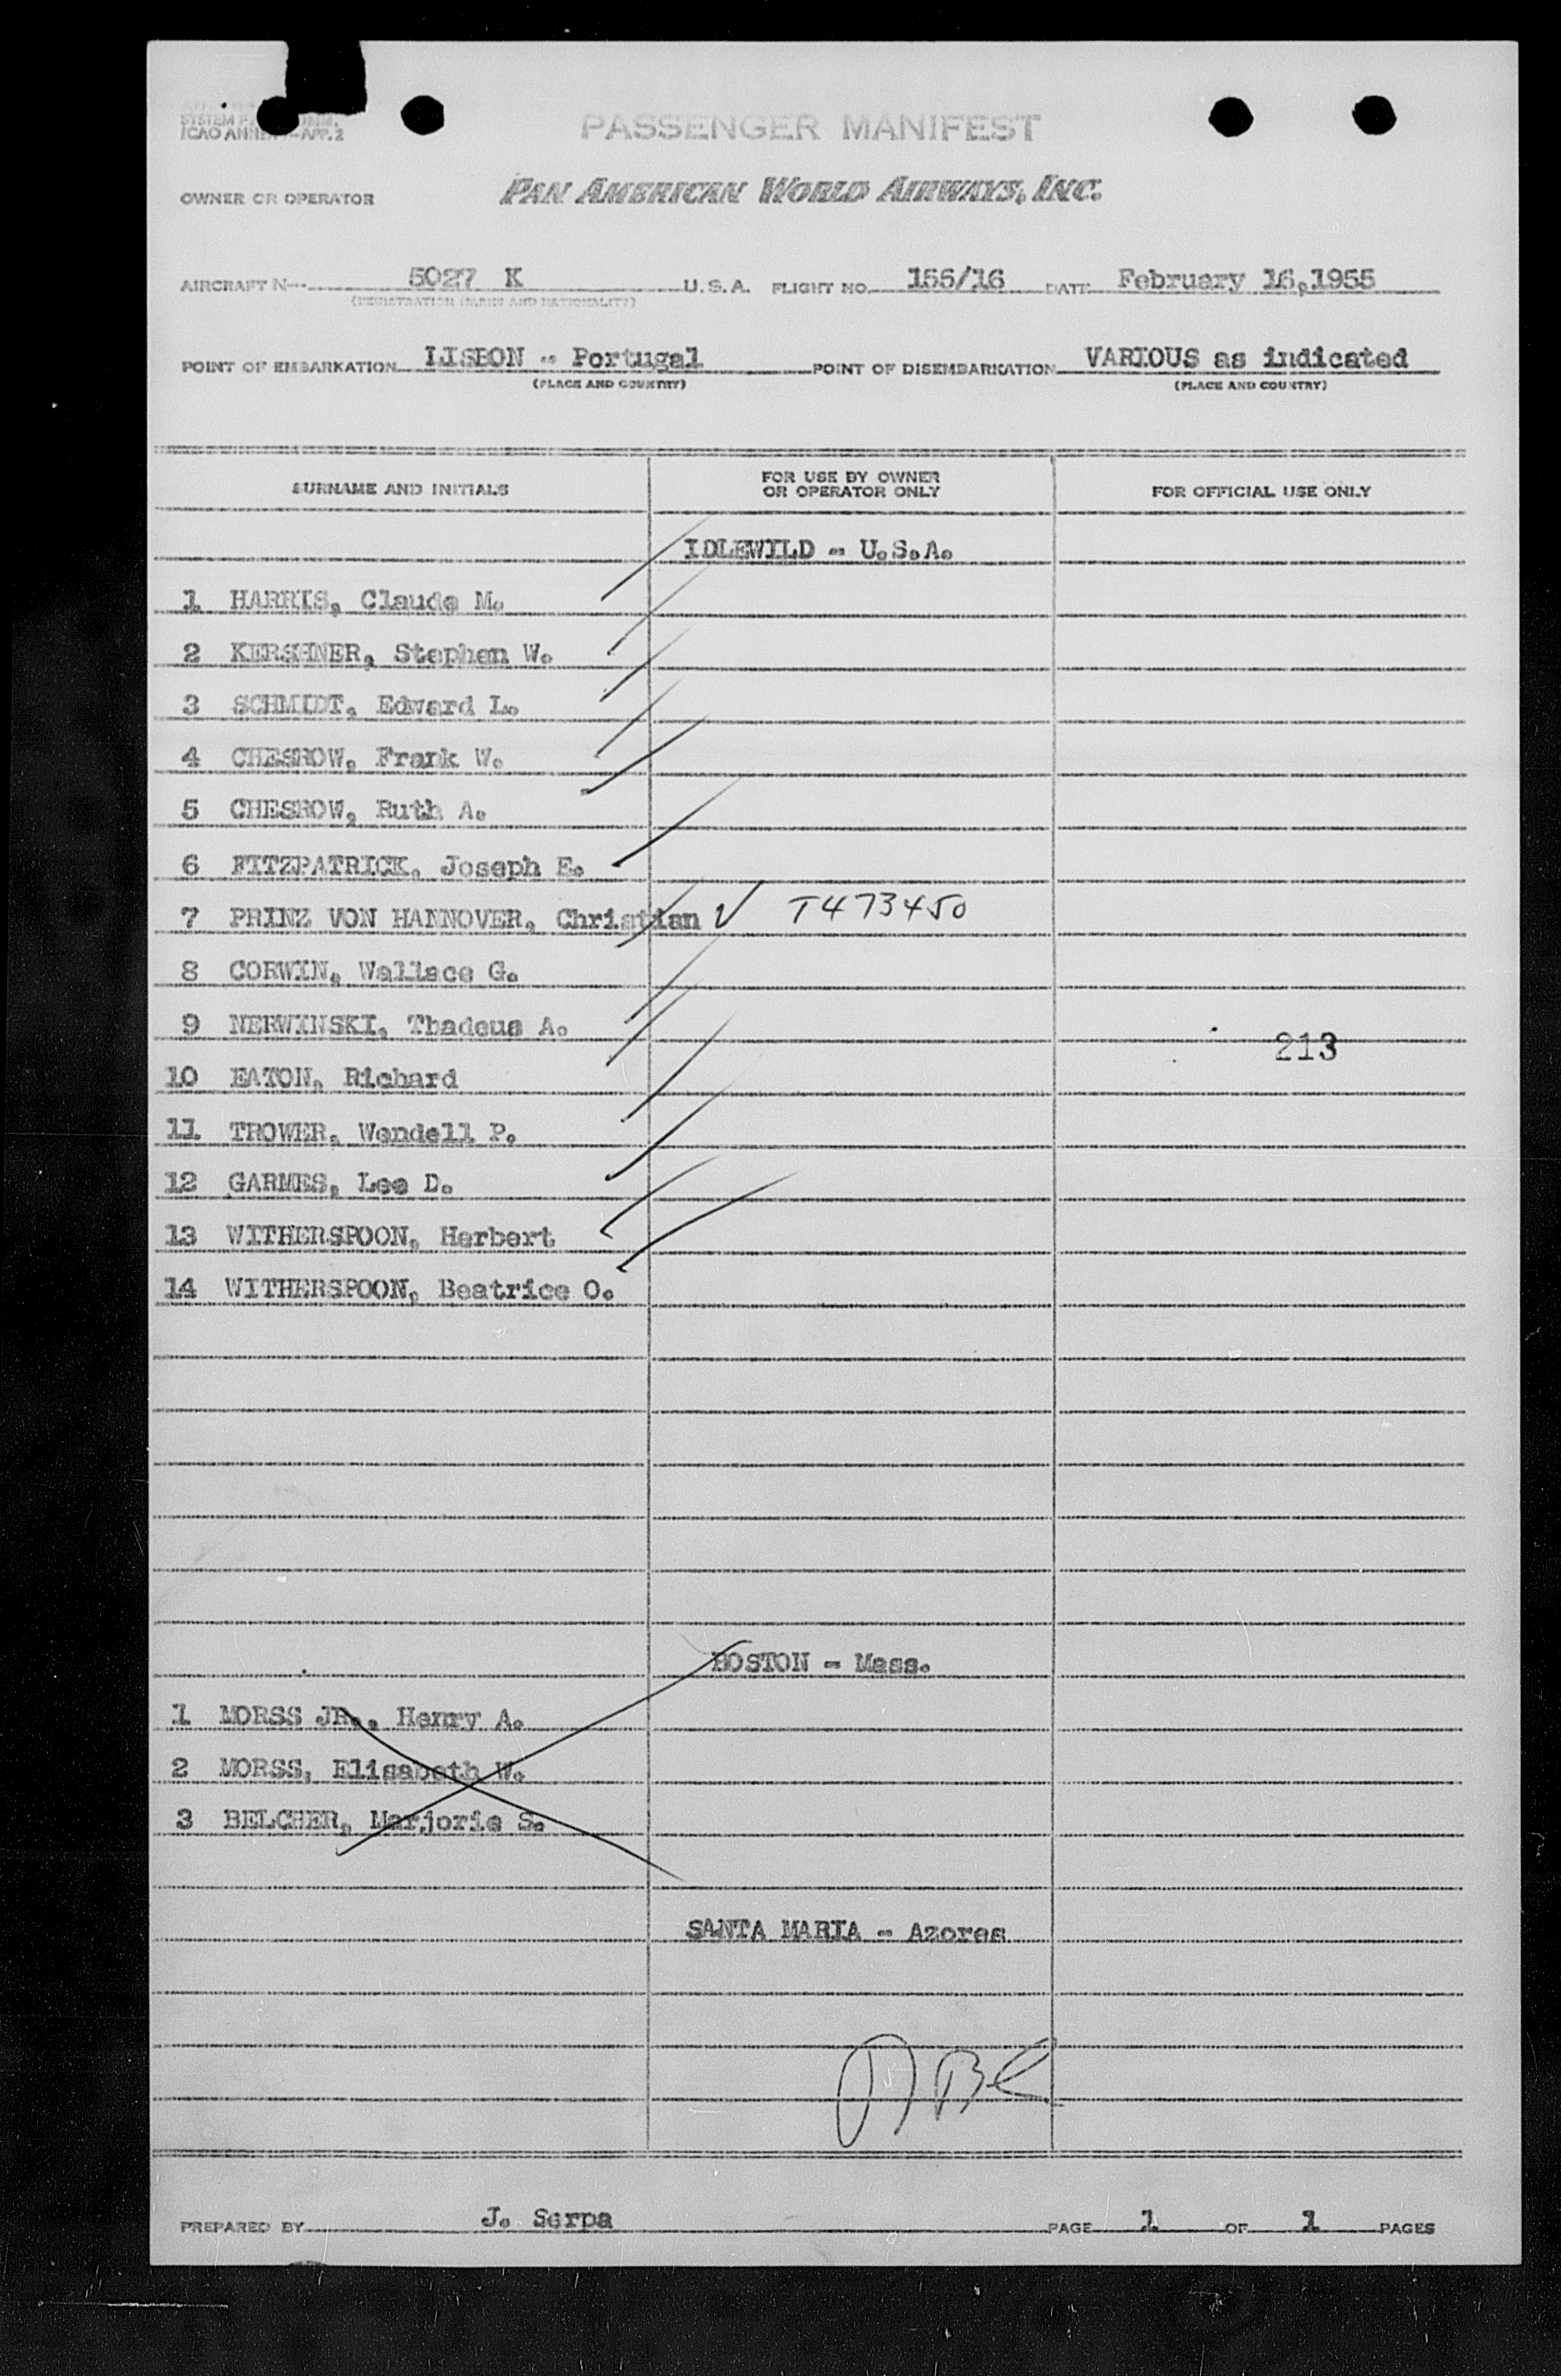 PASSENGER MANIFEST
ICAO ANNEX - APP. 2
OWNER OR OPERATOR PAN AMERICAN WORLD AIRWAYS, INC.
AIRCRAFT N 5027 K U.S.A. FLIGHT NO. 155/16 DATE February 16,1955
(REGISTRATION MARKS AND NATIONALITY)
POINT OF EMBARKATION LISBON - Portugal POINT OF DISEMBARKATION VARIOUS as indicated
(PLACE AND COUNTRY) (PLACE AND COUNTRY)
SURNAME AND INITIALS FOR USE BY OWNER OR OPERATOR ONLY FOR OFFICIAL USE ONLY
IDLEWILD - U.S.A.
1 HARRIS, Claude M.
2 KERSHNER, Stephen W.
3 SCHMIDT, Edward L.
4 CHESROW, Frank W.
5 CHESROW, Ruth A.
6 FITZPATRICK, Joseph E.
7 PRINZ VON HANNOVER, Christian T473450
8 CORWIN, Wallace G.
9 NERWINSKI, Thadeus A.
213
10 EATON, Richard
11 TROWER, Wendell P.
12 GARMES, Lee D.
13 WITHERSPOON, Herbert
14 WITHERSPOON, Beatrice O.
BOSTON - Mass.
1 MORSS JR., Henry A.
2 MORSS, Elisabeth W.
3 BELCHER, Marjorie S.
SANTA MARIA - Azores
PREPARED BY J. Serpa PAGE 1 OF 1 PAGES